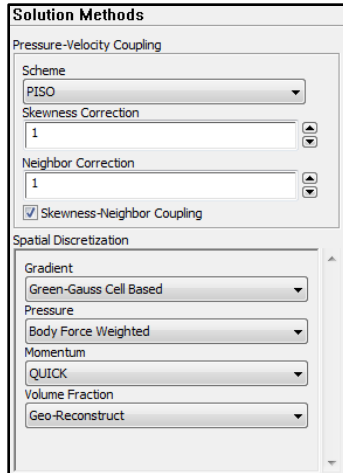 Solution Methods
Pressure-Velocity Coupling
Scheme
PISO
Skewness Correction
1
Neighbor Correction
1
Skewness-Neighbor Coupling
Spatial Discretization
Gradient
Green-Gauss Cell Based
Pressure
Body Force Weighted
Momentum
QUICK
Volume Fraction
Geo-Reconstruct